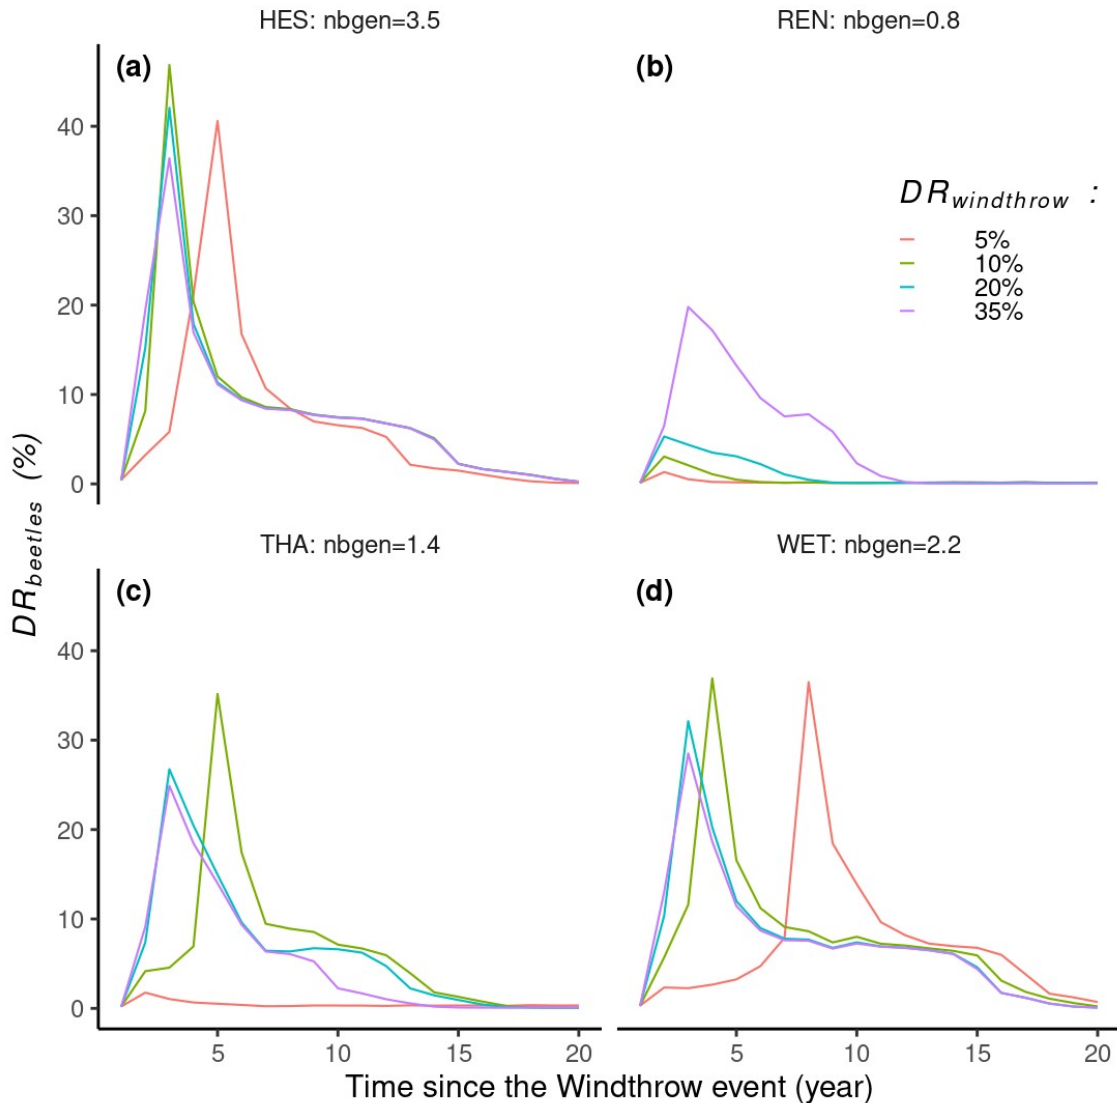 HES: nbgen=3.5
REN: nbgen=0.8
(a)
(b)
40
30
20
10
0
DRwindthrow :
5%
10%
20%
35%
DRbeetles (%)
THA: nbgen=1.4
WET: nbgen=2.2
(c)
(d)
40
30
20
10
0
5 10 15 20
5 10 15 20
Time since the Windthrow event (year)